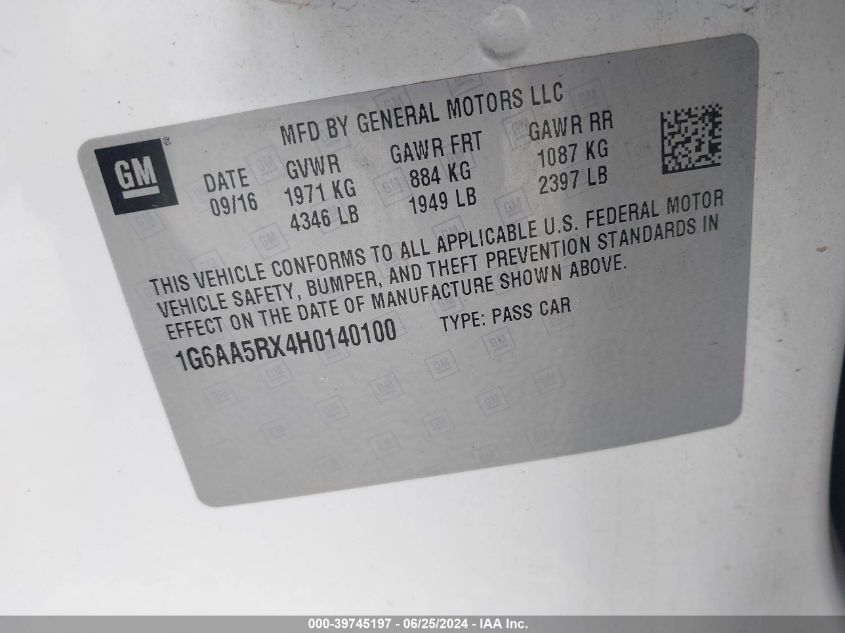 MFD BY GENERAL MOTORS LLC
GM
DATE GVWR GAWR FRT GAWR RR
09/16 1971 KG 884 KG 1087 KG
4346 LB 1949 LB 2397 LB
THIS VEHICLE CONFORMS TO ALL APPLICABLE U.S. FEDERAL MOTOR
VEHICLE SAFETY, BUMPER, AND THEFT PREVENTION STANDARDS IN
EFFECT ON THE DATE OF MANUFACTURE SHOWN ABOVE.
1G6AA5RX4H0140100 TYPE: PASS CAR
000-39745197 - 06/25/2024 - IAA Inc.